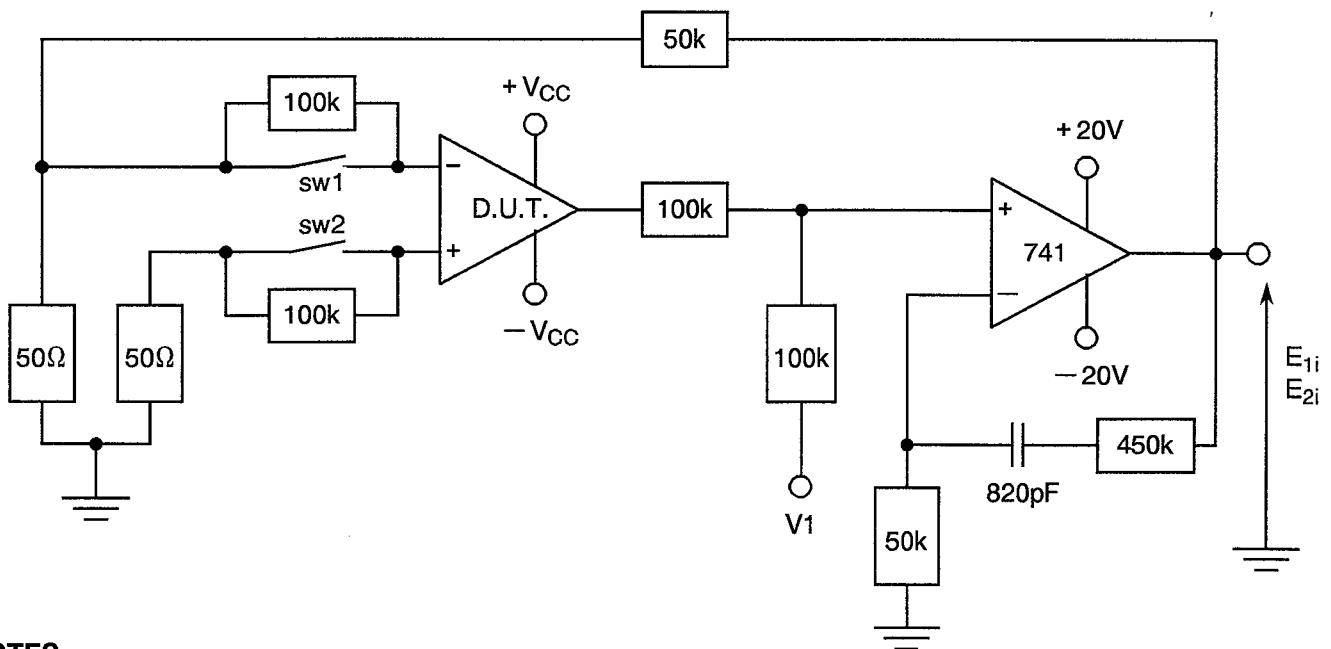 50k
100k
+ VCC
+ 20V
sw1
D.U.T.
100k
+
sw2
−
+
741
−
100k
− VCC
50Ω
50Ω
100k
− 20V
E1i
E2i
450k
820pF
V1
50k